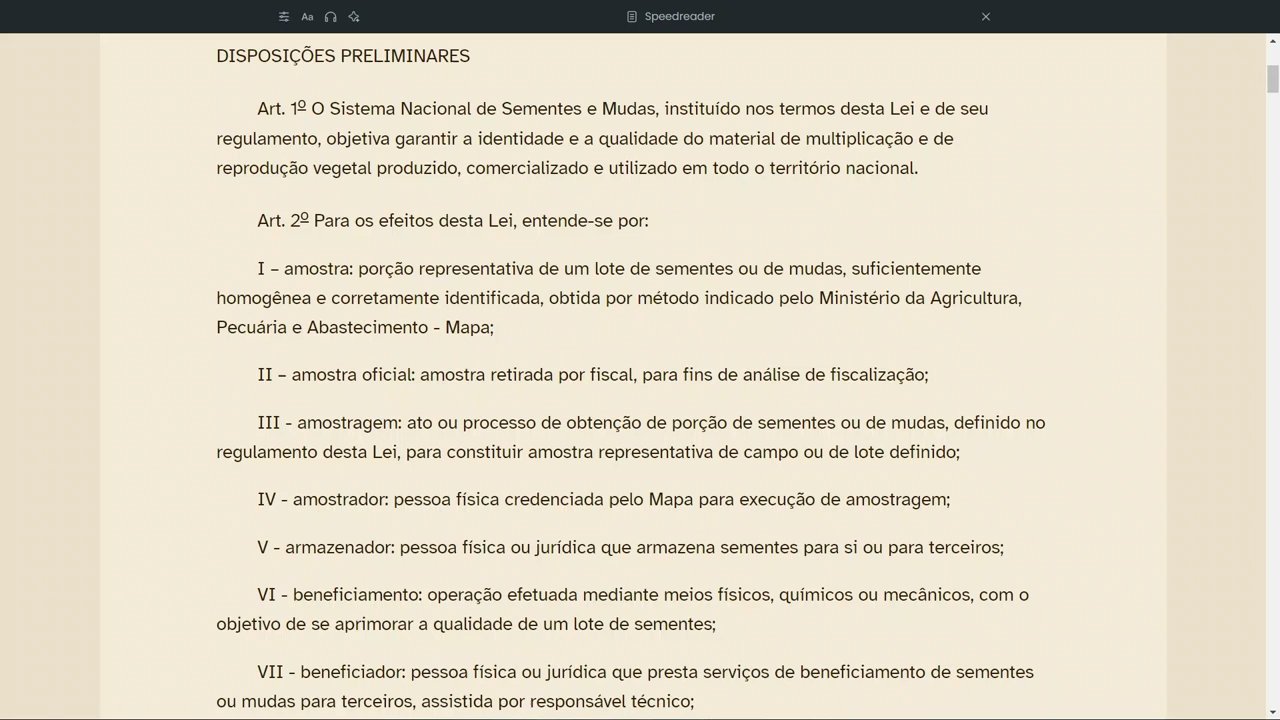 Aa
Speedreader
DISPOSIÇÕES PRELIMINARES
Art. 1º O Sistema Nacional de Sementes e Mudas, instituído nos termos desta Lei e de seu
regulamento, objetiva garantir a identidade e a qualidade do material de multiplicação e de
reprodução vegetal produzido, comercializado e utilizado em todo o território nacional.
Art. 2º Para os efeitos desta Lei, entende-se por:
I – amostra: porção representativa de um lote de sementes ou de mudas, suficientemente
homogênea e corretamente identificada, obtida por método indicado pelo Ministério da Agricultura,
Pecuária e Abastecimento - Mapa;
II – amostra oficial: amostra retirada por fiscal, para fins de análise de fiscalização;
III - amostragem: ato ou processo de obtenção de porção de sementes ou de mudas, definido no
regulamento desta Lei, para constituir amostra representativa de campo ou de lote definido;
IV - amostrador: pessoa física credenciada pelo Mapa para execução de amostragem;
V - armazenador: pessoa física ou jurídica que armazena sementes para si ou para terceiros;
VI - beneficiamento: operação efetuada mediante meios físicos, químicos ou mecânicos, com o
objetivo de se aprimorar a qualidade de um lote de sementes;
VII - beneficiador: pessoa física ou jurídica que presta serviços de beneficiamento de sementes
ou mudas para terceiros, assistida por responsável técnico;